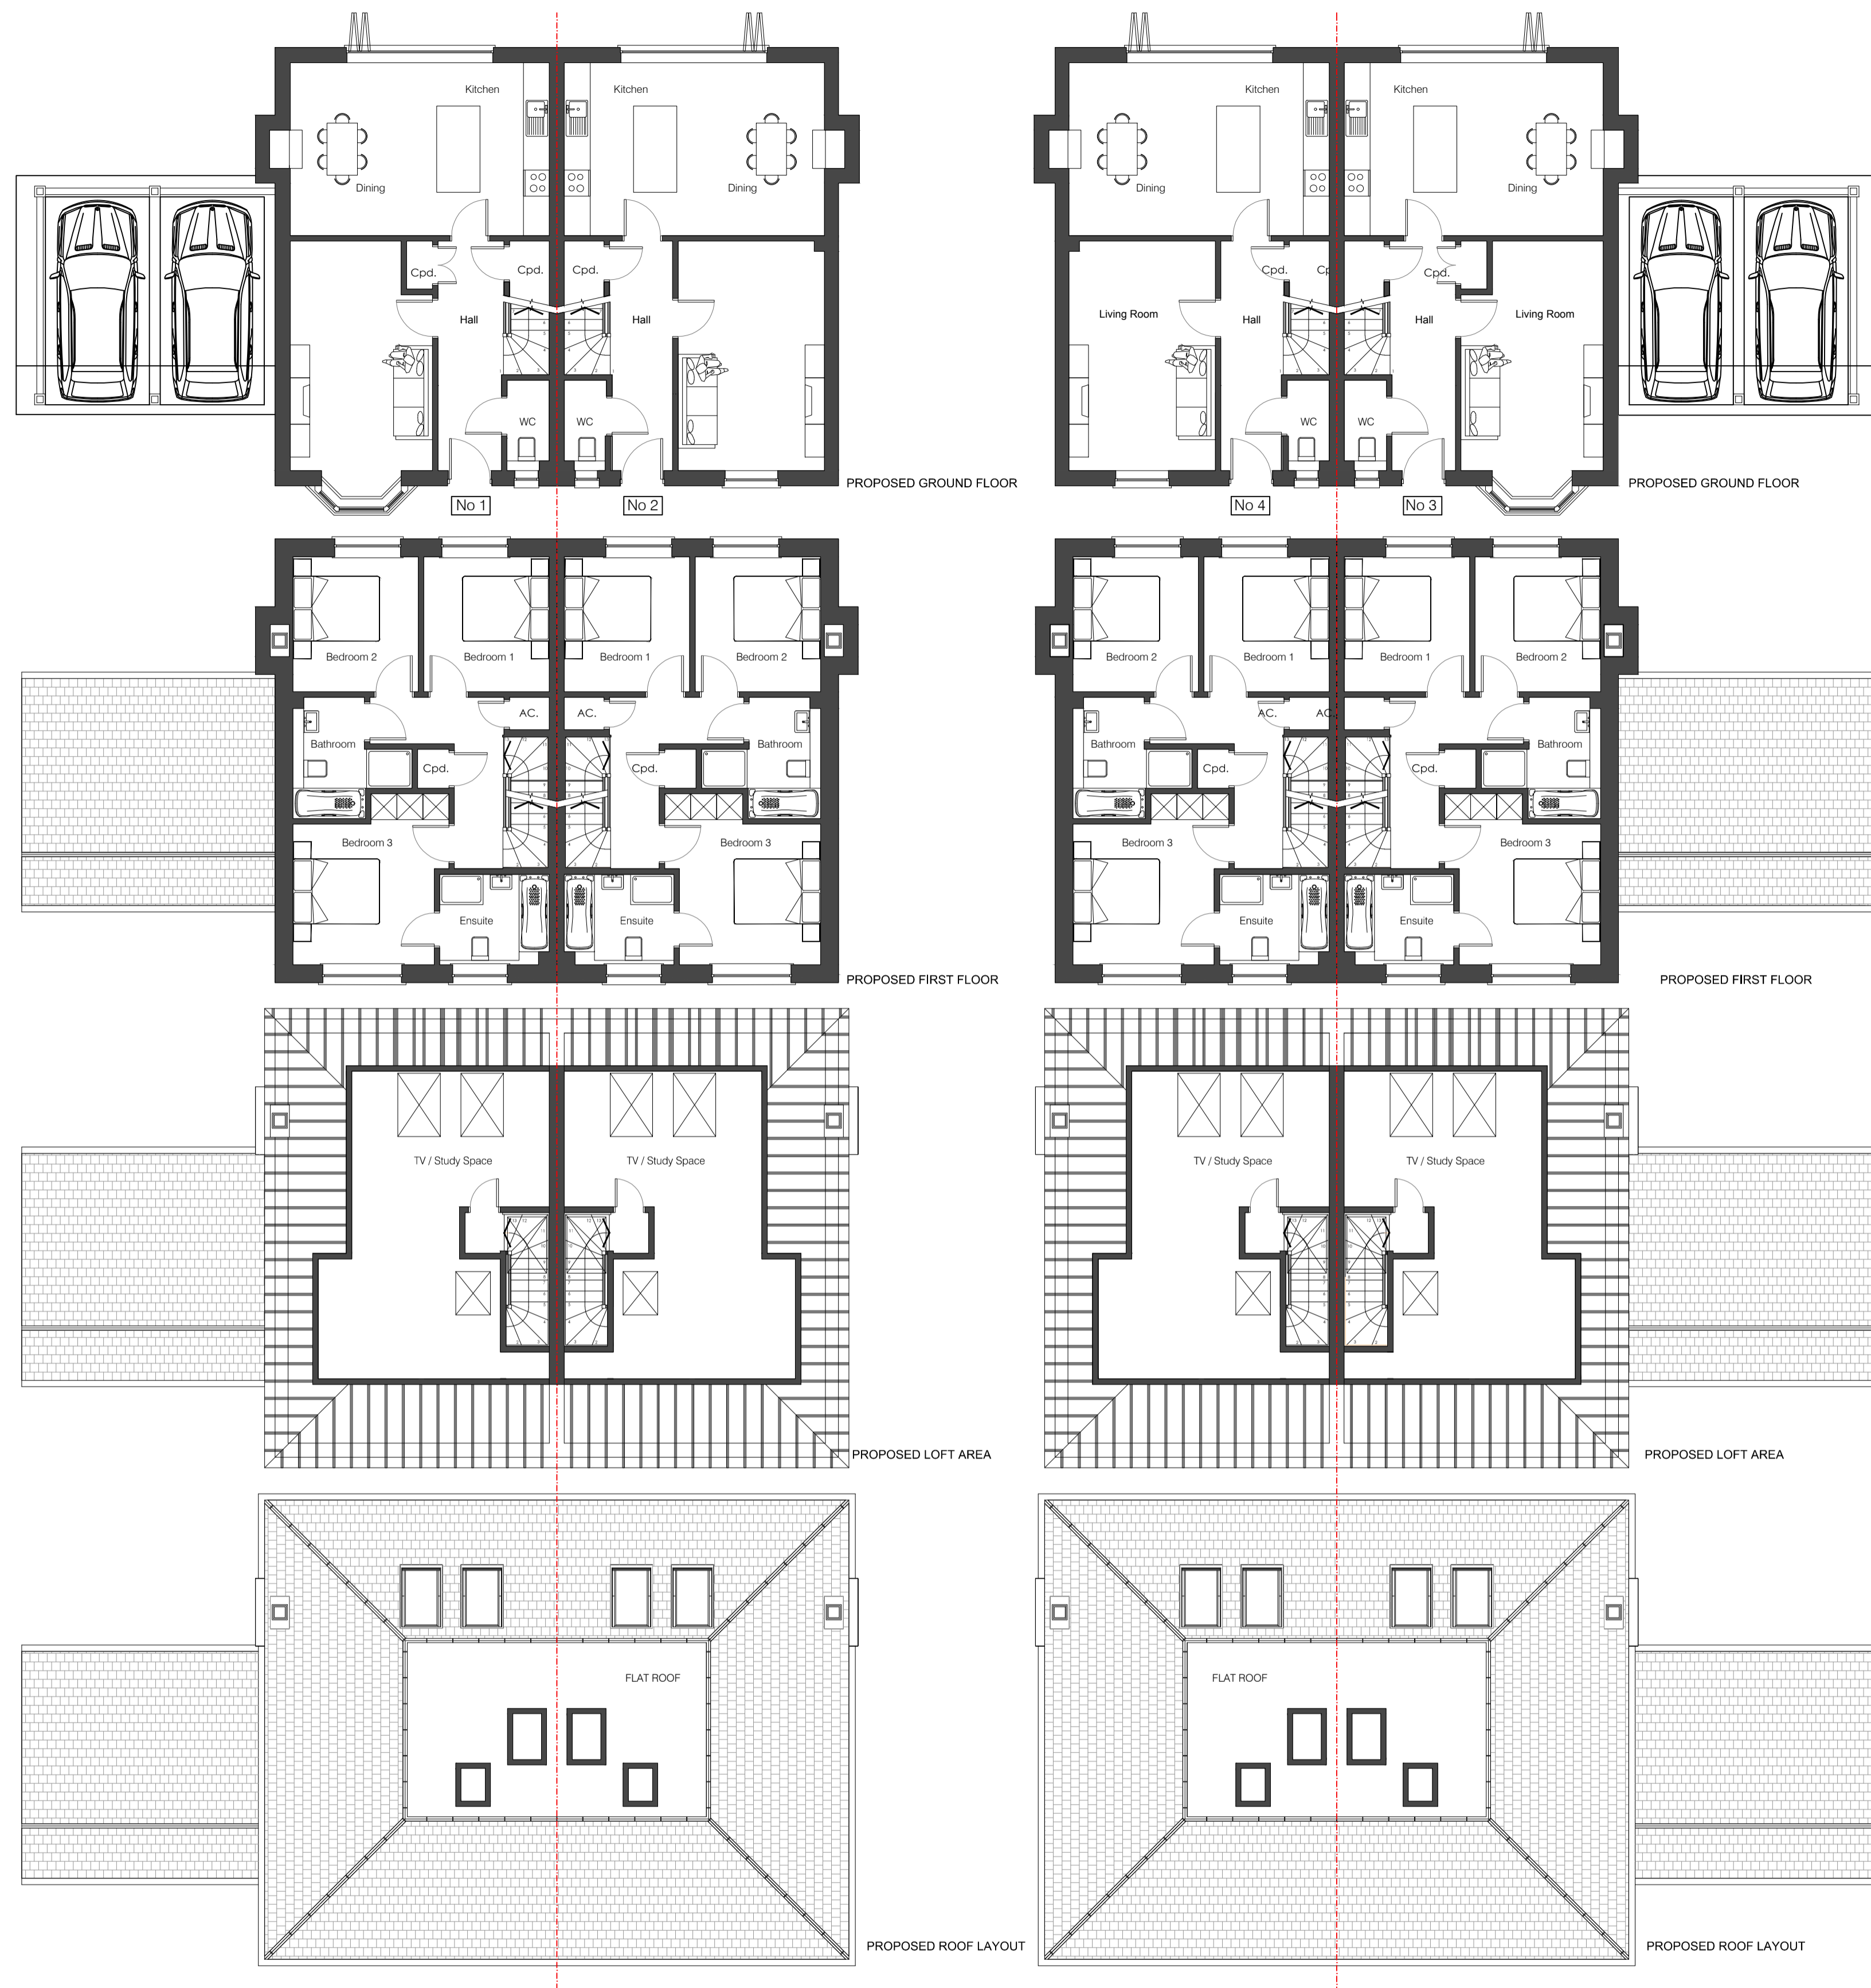 Kitchen
Kitchen
Kitchen
Kitchen
Dining
Dining
Dining
Dining
Cpd.
Cpd.
Cpd.
Cpd.
Cp
Cpd.
Hall
Hall
Living Room
Hall
Hall
Living Room
WC
WC
WC
WC
PROPOSED GROUND FLOOR
PROPOSED GROUND FLOOR
No 1
No 2
No 4
No 3
Bedroom 2
Bedroom 1
Bedroom 1
Bedroom 2
Bedroom 2
Bedroom 1
Bedroom 1
Bedroom 2
AC.
AC.
AC.
AC.
Bathroom
Bathroom
Bathroom
Bathroom
Cpd.
Cpd.
Cpd.
Cpd.
Bedroom 3
Bedroom 3
Bedroom 3
Bedroom 3
Ensuite
Ensuite
Ensuite
Ensuite
PROPOSED FIRST FLOOR
PROPOSED FIRST FLOOR
TV / Study Space
TV / Study Space
TV / Study Space
TV / Study Space
PROPOSED LOFT AREA
PROPOSED LOFT AREA
FLAT ROOF
FLAT ROOF
PROPOSED ROOF LAYOUT
PROPOSED ROOF LAYOUT